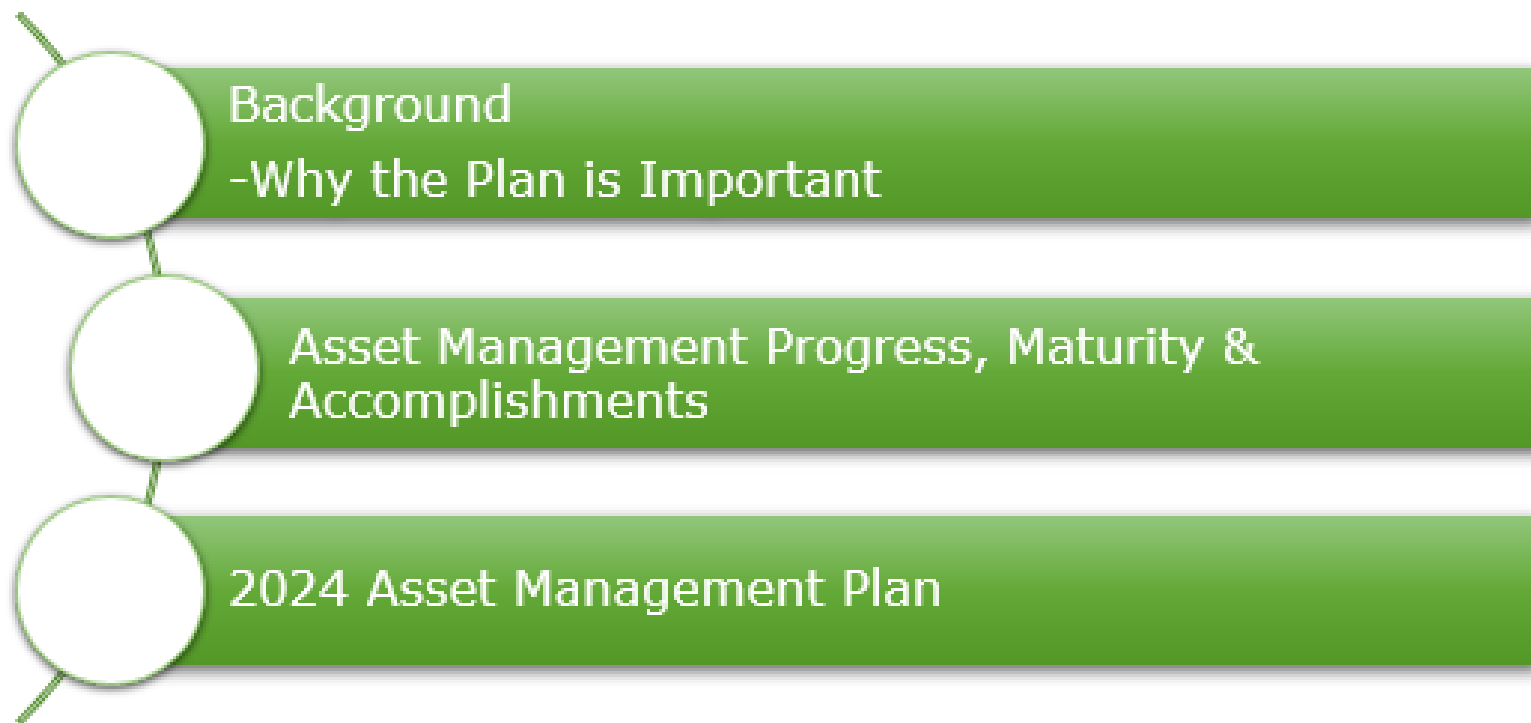 Background
-Why the Plan is Important
Asset Management Progress, Maturity &
Accomplishments
2024 Asset Management Plan